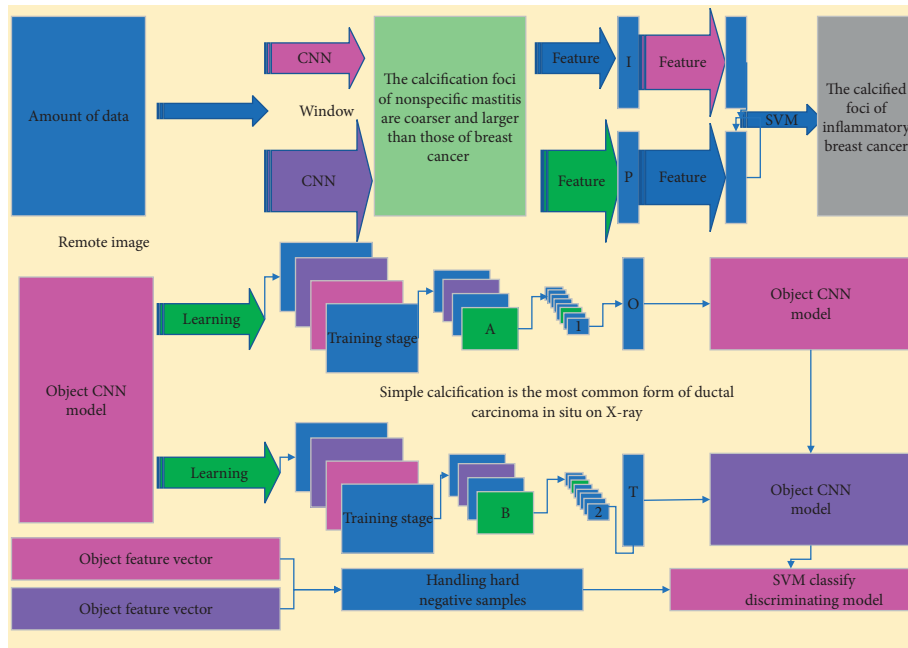 Amount of data
CNN
Window
CNN
The calcification foci
of nonspecific mastitis
are coarser and larger
than those of breast
cancer
Feature
I
Feature
Feature
P
Feature
SVM
The calcified
foci of
inflammatory
breast cancer
Remote image
Object CNN
model
Learning
Training stage
A
1
O
Object CNN
model
Simple calcification is the most common form of ductal
carcinoma in situ on X-ray
Learning
Training stage
B
2
T
Object CNN
model
Object feature vector
Object feature vector
Handling hard
negative samples
SVM classify
discriminating model